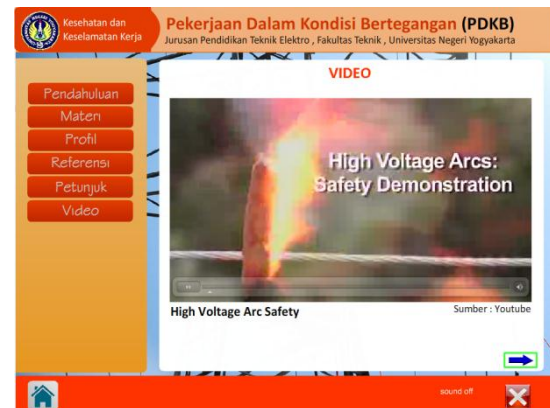 Kesehatan dan
Keselamatan Kerja
Pekerjaan Dalam Kondisi Bertegangan (PDKB)
Jurusan Pendidikan Teknik Elektro , Fakultas Teknik , Universitas Negeri Yogyakarta
VIDEO
Pendahuluan
Materi
Profil
Referensi
Petunjuk
Video
High Voltage Arcs:
Safety Demonstration
High Voltage Arc Safety
Sumber : Youtube
sound off